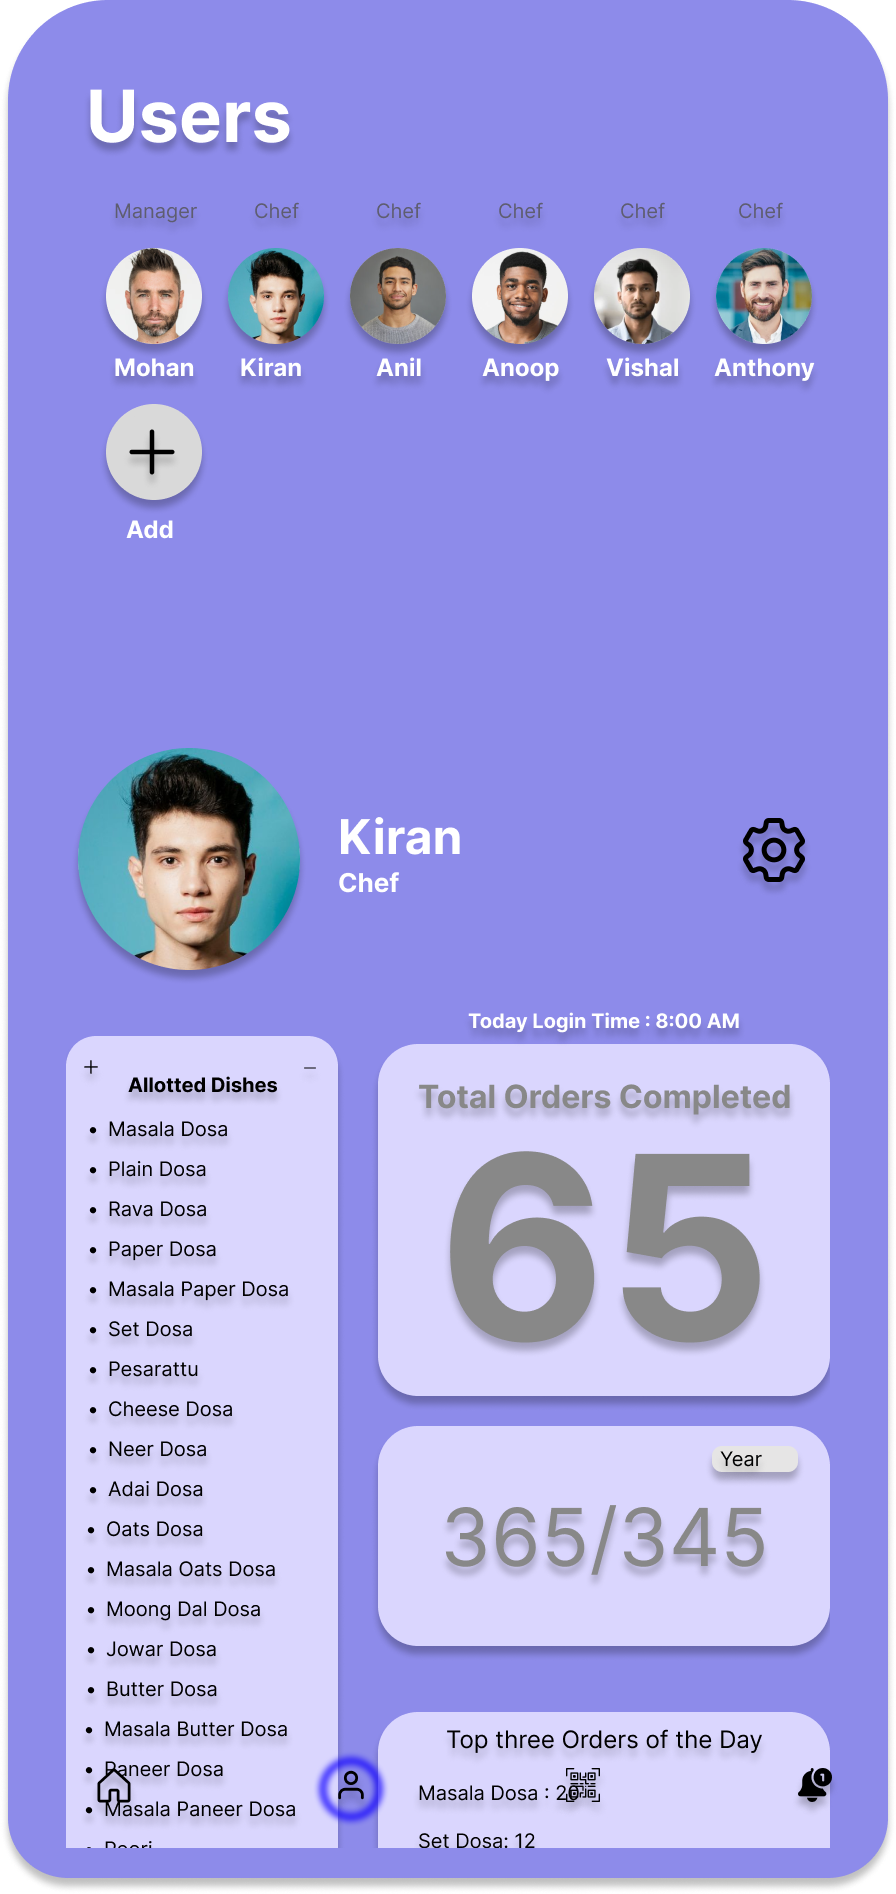 Users
Manager Chef Chef Chef Chef Chef
Mohan Kiran Anil Anoop Vishal Anthony
Add
Kiran
Chef
Today Login Time : 8:00 AM
+ −
Allotted Dishes
• Masala Dosa
• Plain Dosa
• Rava Dosa
• Paper Dosa
• Masala Paper Dosa
• Set Dosa
• Pesarattu
• Cheese Dosa
• Neer Dosa
• Adai Dosa
• Oats Dosa
• Masala Oats Dosa
• Moong Dal Dosa
• Jowar Dosa
• Butter Dosa
• Masala Butter Dosa
• Paneer Dosa
• Masala Paneer Dosa
Total Orders Completed
65
Year
365/345
Top three Orders of the Day
Masala Dosa :
Set Dosa: 12
1